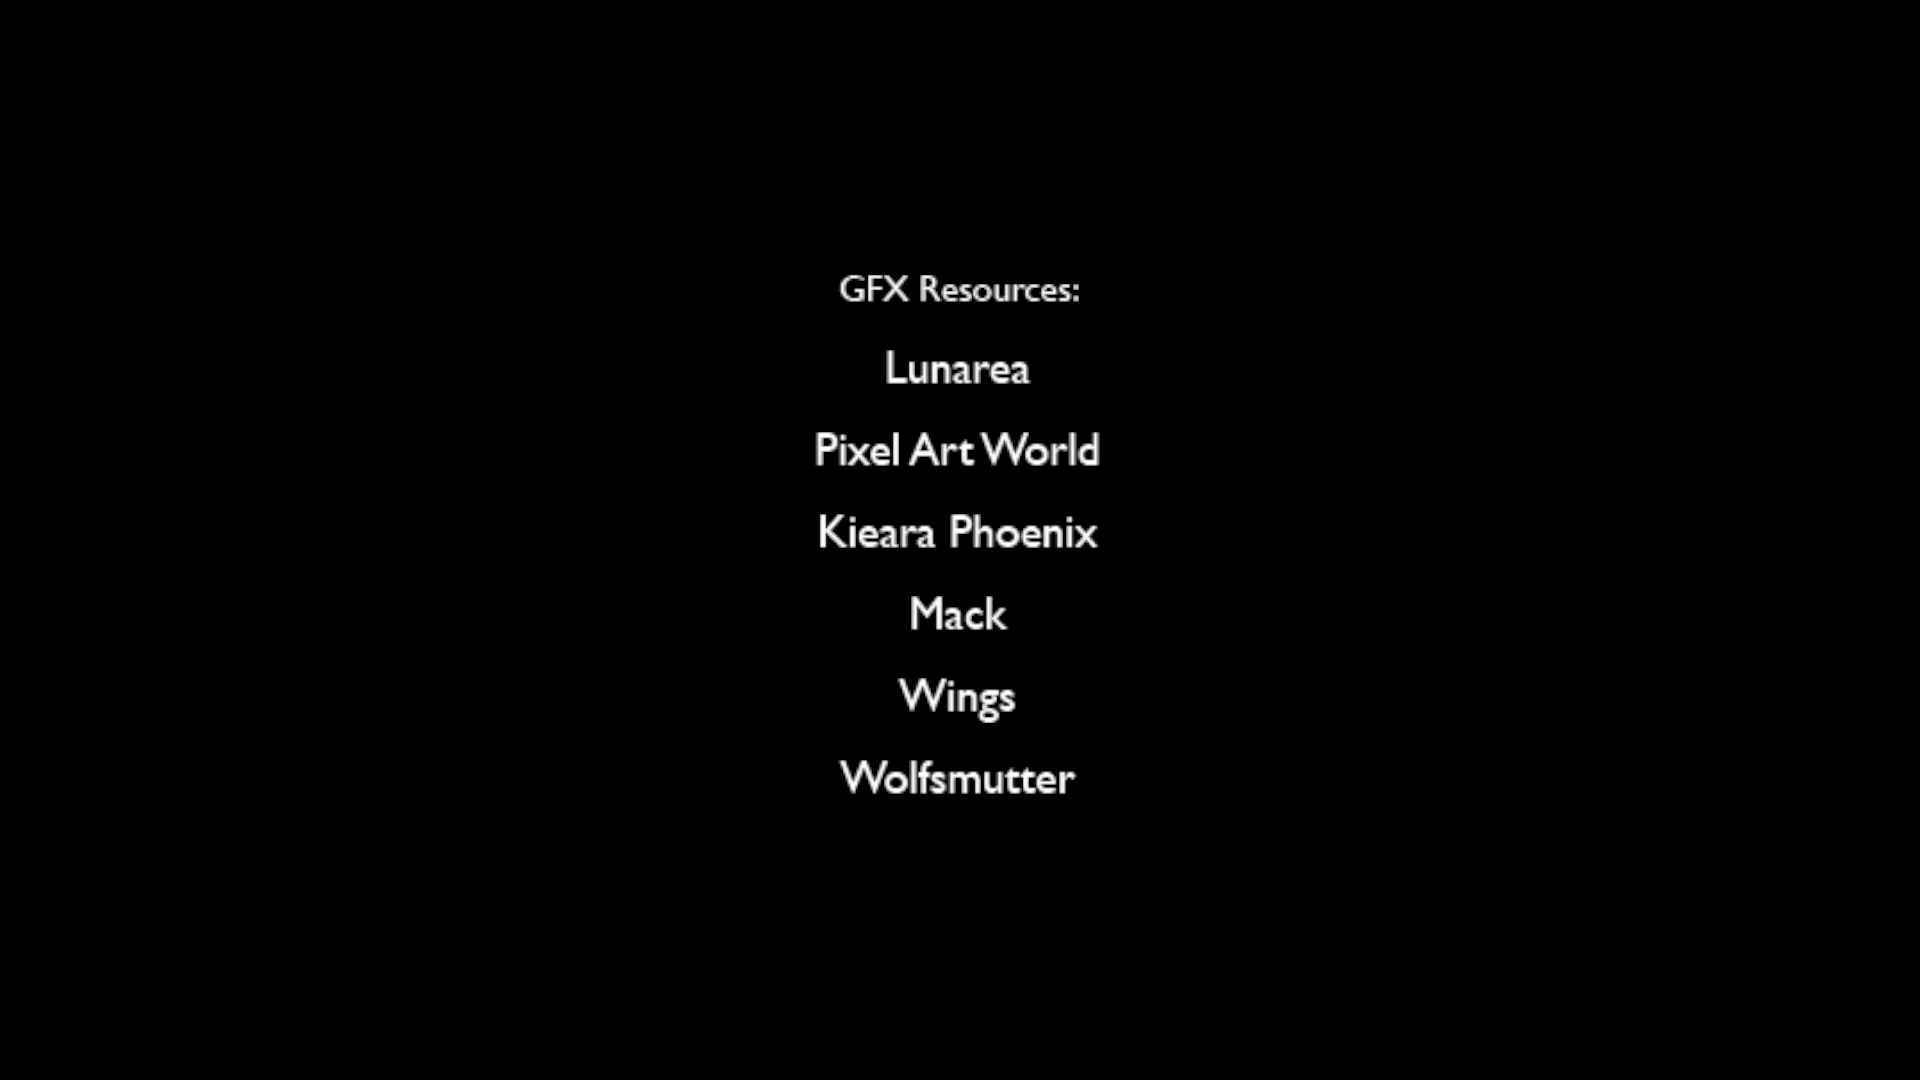 GFX Resources:
Lunarea
Pixel Art World
Kieara Phoenix
Mack
Wings
Wolfsmutter